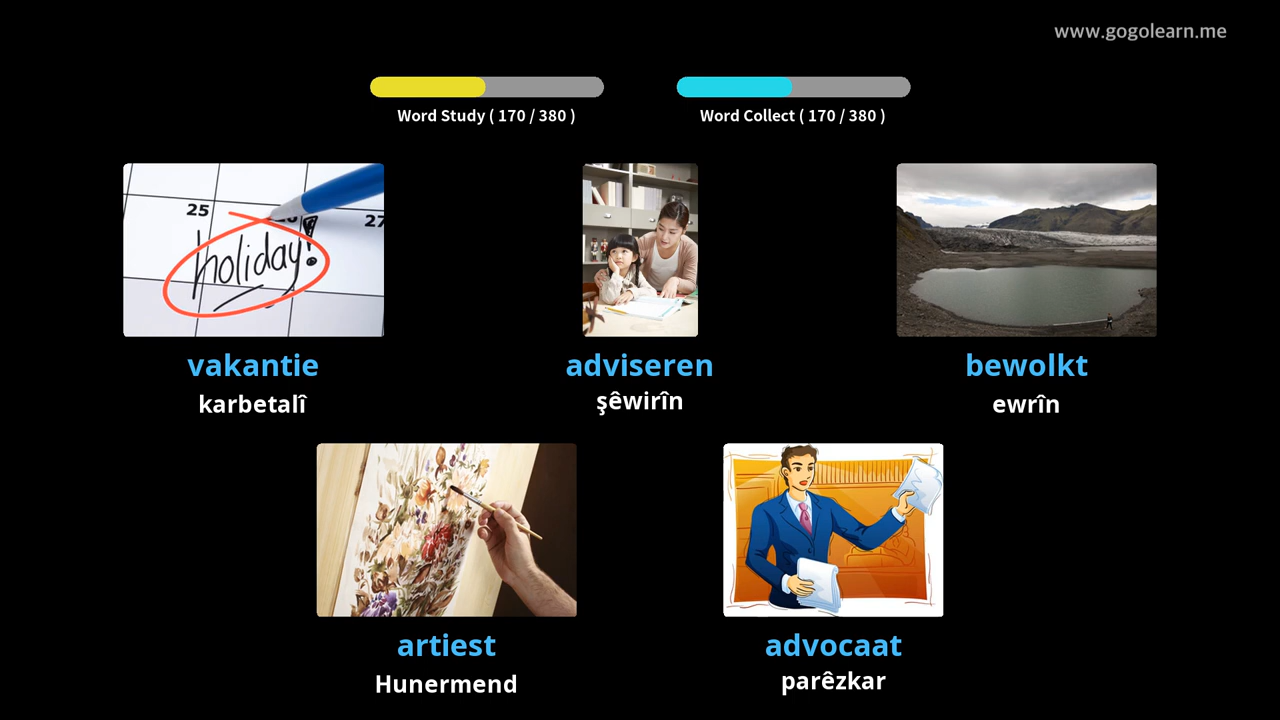 www.gogolearn.me
Word Study ( 170 / 380 )
Word Collect ( 170 / 380 )
25
27
holiday!
vakantie
adviseren
bewolkt
karbetalî
şêwirîn
ewrîn
artiest
advocaat
Hunermend
parêzkar